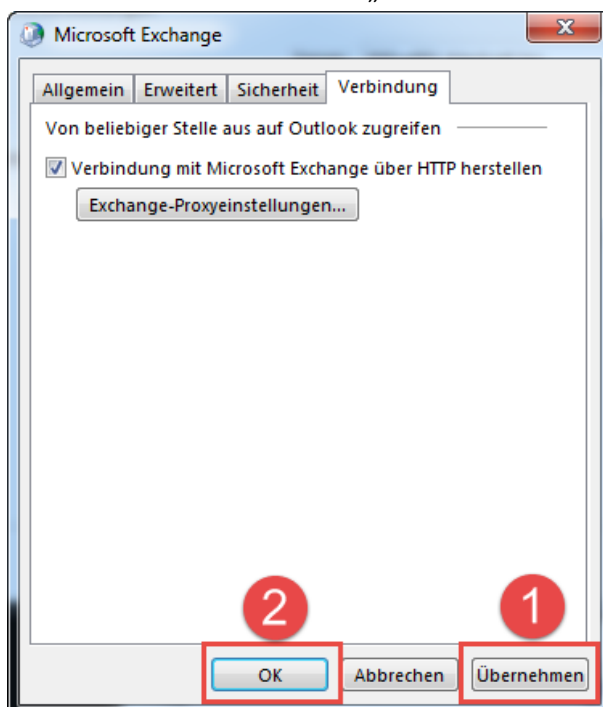 „
Microsoft Exchange
Allgemein Erweitert Sicherheit Verbindung
Von beliebiger Stelle aus auf Outlook zugreifen
Verbindung mit Microsoft Exchange über HTTP herstellen
Exchange-Proxyeinstellungen...
2 1
OK Abbrechen Übernehmen